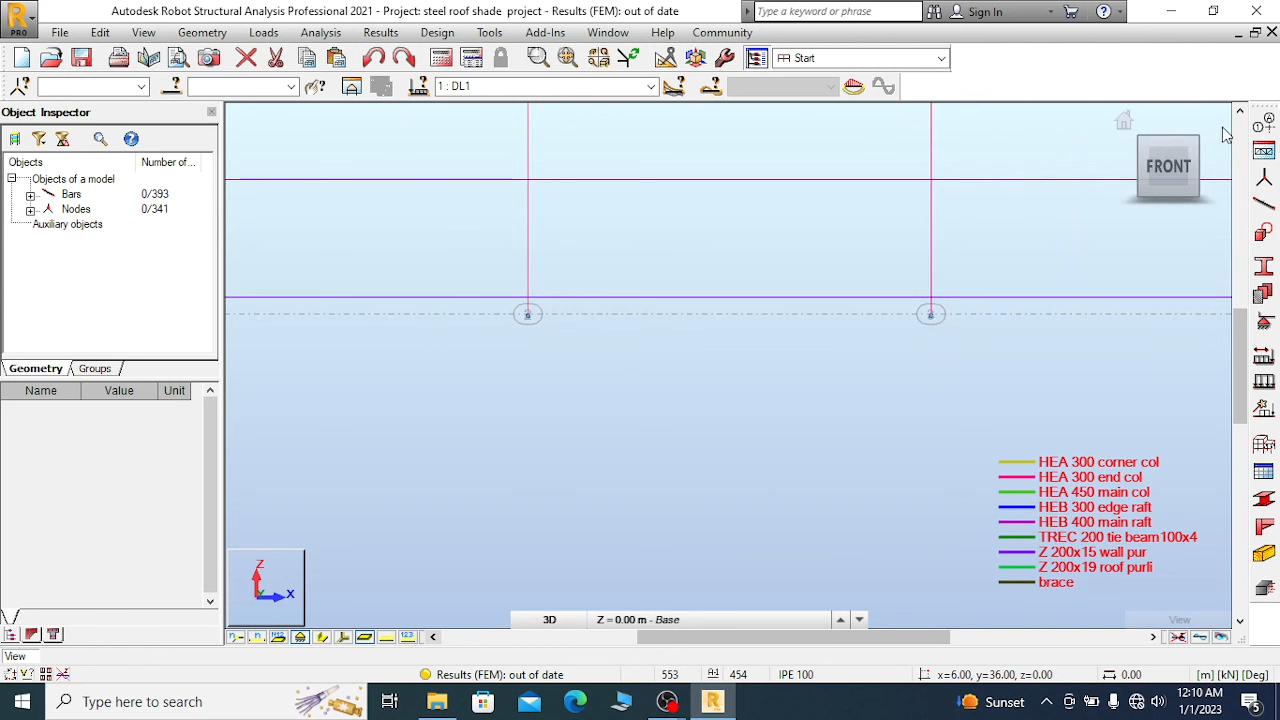 Autodesk Robot Structural Analysis Professional 2021 - Project: steel roof shade project - Results (FEM): out of date
Type a keyword or phrase
Sign In
PRO
File Edit View Geometry Loads Analysis Results Design Tools Add-Ins Window Help Community
Start
1 : DL1
Object Inspector
Objects Number of...
Objects of a model
Bars 0/393
Nodes 0/341
Auxiliary objects
Geometry Groups
Name Value Unit
FRONT
HEA 300 corner col
HEA 300 end col
HEA 450 main col
HEB 300 edge raft
HEB 400 main raft
TREC 200 tie beam100x4
Z 200x15 wall pur
Z 200x19 roof purli
brace
Z
X
3D Z = 0.00 m - Base
View
View
Results (FEM): out of date 553 454 IPE 100 x=6.00, y=36.00, z=0.00 0.00 [m] [kN] [Deg]
Type here to search
Sunset
12:10 AM
1/1/2023
5